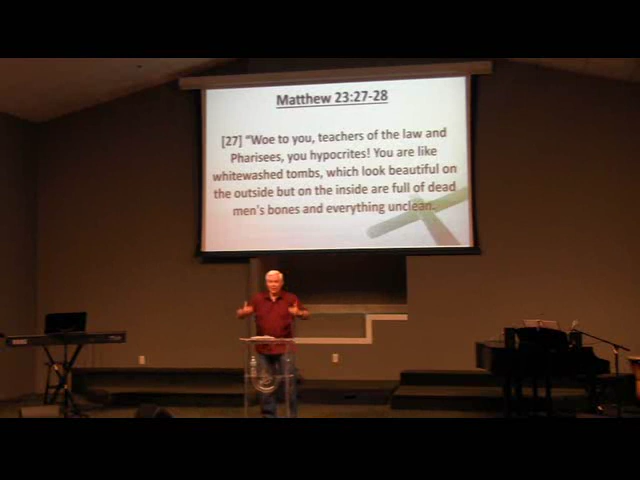 Matthew 23:27-28
[27] “Woe to you, teachers of the law and
Pharisees, you hypocrites! You are like
whitewashed tombs, which look beautiful on
the outside but on the inside are full of dead
men's bones and everything unclean.